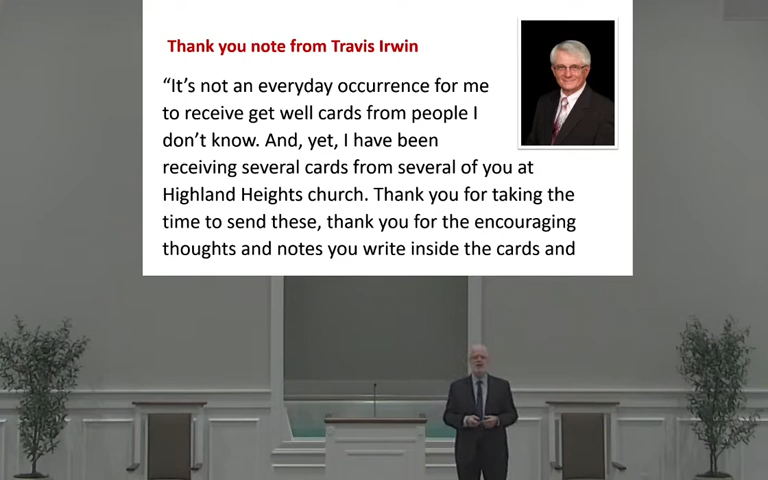 Thank you note from Travis Irwin
“It’s not an everyday occurrence for me
to receive get well cards from people I
don’t know. And, yet, I have been
receiving several cards from several of you at
Highland Heights church. Thank you for taking the
time to send these, thank you for the encouraging
thoughts and notes you write inside the cards and